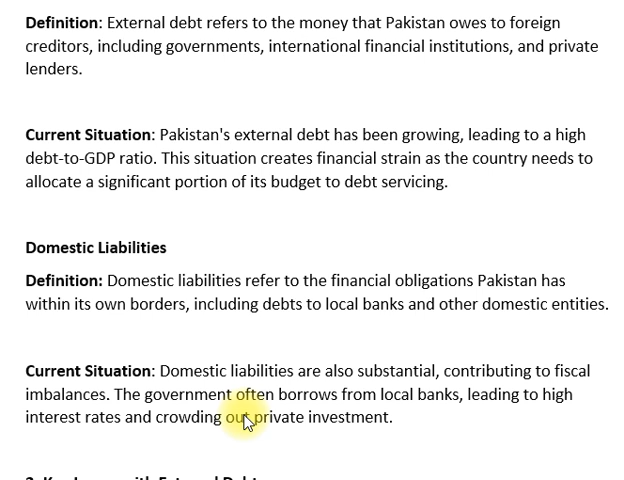 Definition: External debt refers to the money that Pakistan owes to foreign
creditors, including governments, international financial institutions, and private
lenders.
Current Situation: Pakistan's external debt has been growing, leading to a high
debt-to-GDP ratio. This situation creates financial strain as the country needs to
allocate a significant portion of its budget to debt servicing.
Domestic Liabilities
Definition: Domestic liabilities refer to the financial obligations Pakistan has
within its own borders, including debts to local banks and other domestic entities.
Current Situation: Domestic liabilities are also substantial, contributing to fiscal
imbalances. The government often borrows from local banks, leading to high
interest rates and crowding out private investment.